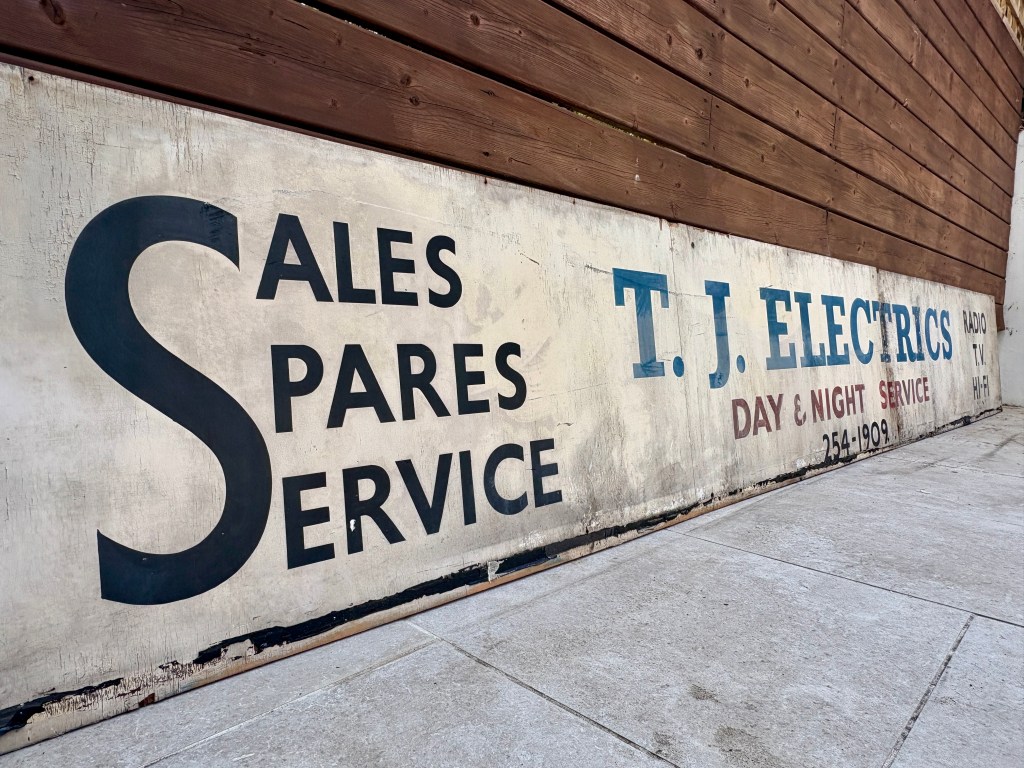 SALES
SPARES
SERVICE
T. J. ELECTRICS
DAY & NIGHT SERVICE
254-1909
RADIO
T.V.
HI-FI